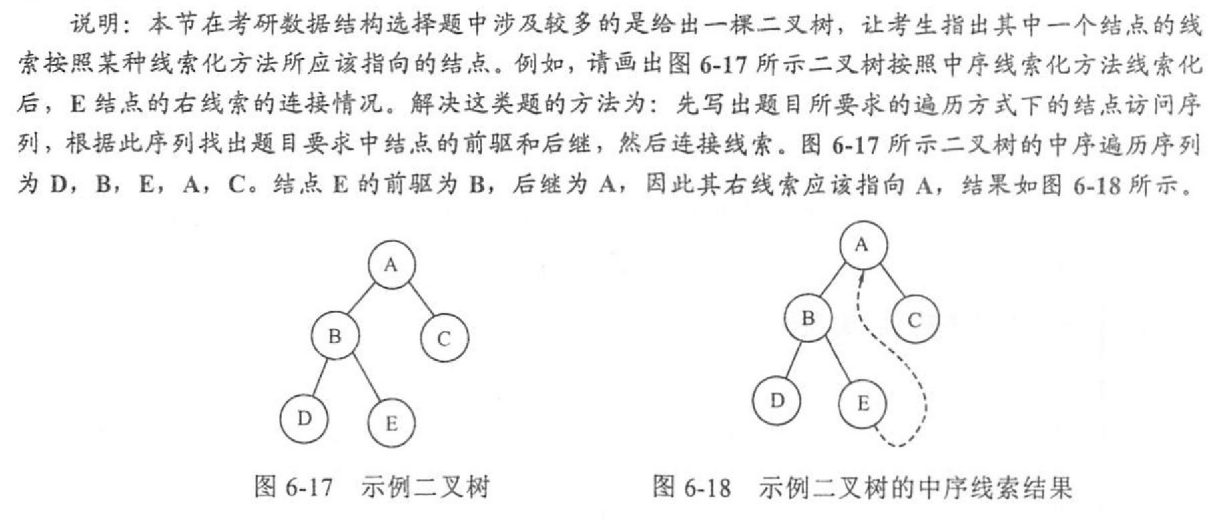 说明：本节在考研数据结构选择题中涉及较多的是给出一棵二叉树，让考生指出其中一个结点的线
索按照某种线索化方法所应该指向的结点。例如，请画出图 6-17 所示二叉树按照中序线索化方法线索化
后，E 结点的右线索的连接情况。解决这类题的方法为：先写出题目所要求的遍历方式下的结点访问序
列，根据此序列找出题目要求中结点的前驱和后继，然后连接线索。图 6-17 所示二叉树的中序遍历序列
为 D，B，E，A，C。结点 E 的前驱为 B，后继为 A，因此其右线索应该指向 A，结果如图 6-18 所示。
A
B
C
D
E
图 6-17 示例二叉树
A
B
C
D
E
图 6-18 示例二叉树的中序线索结果